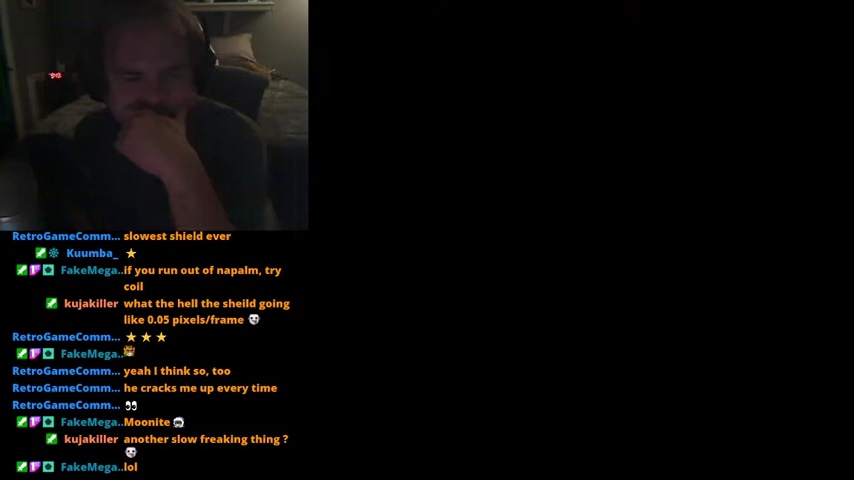 RetroGameComm... slowest shield ever
Kuumba_
FakeMega.. if you run out of napalm, try
coil
kujakiller what the hell the sheild going
like 0.05 pixels/frame
RetroGameComm...
FakeMega..
RetroGameComm... yeah I think so, too
RetroGameComm... he cracks me up every time
RetroGameComm...
FakeMega.. Moonite
kujakiller another slow freaking thing ?
FakeMega.. lol